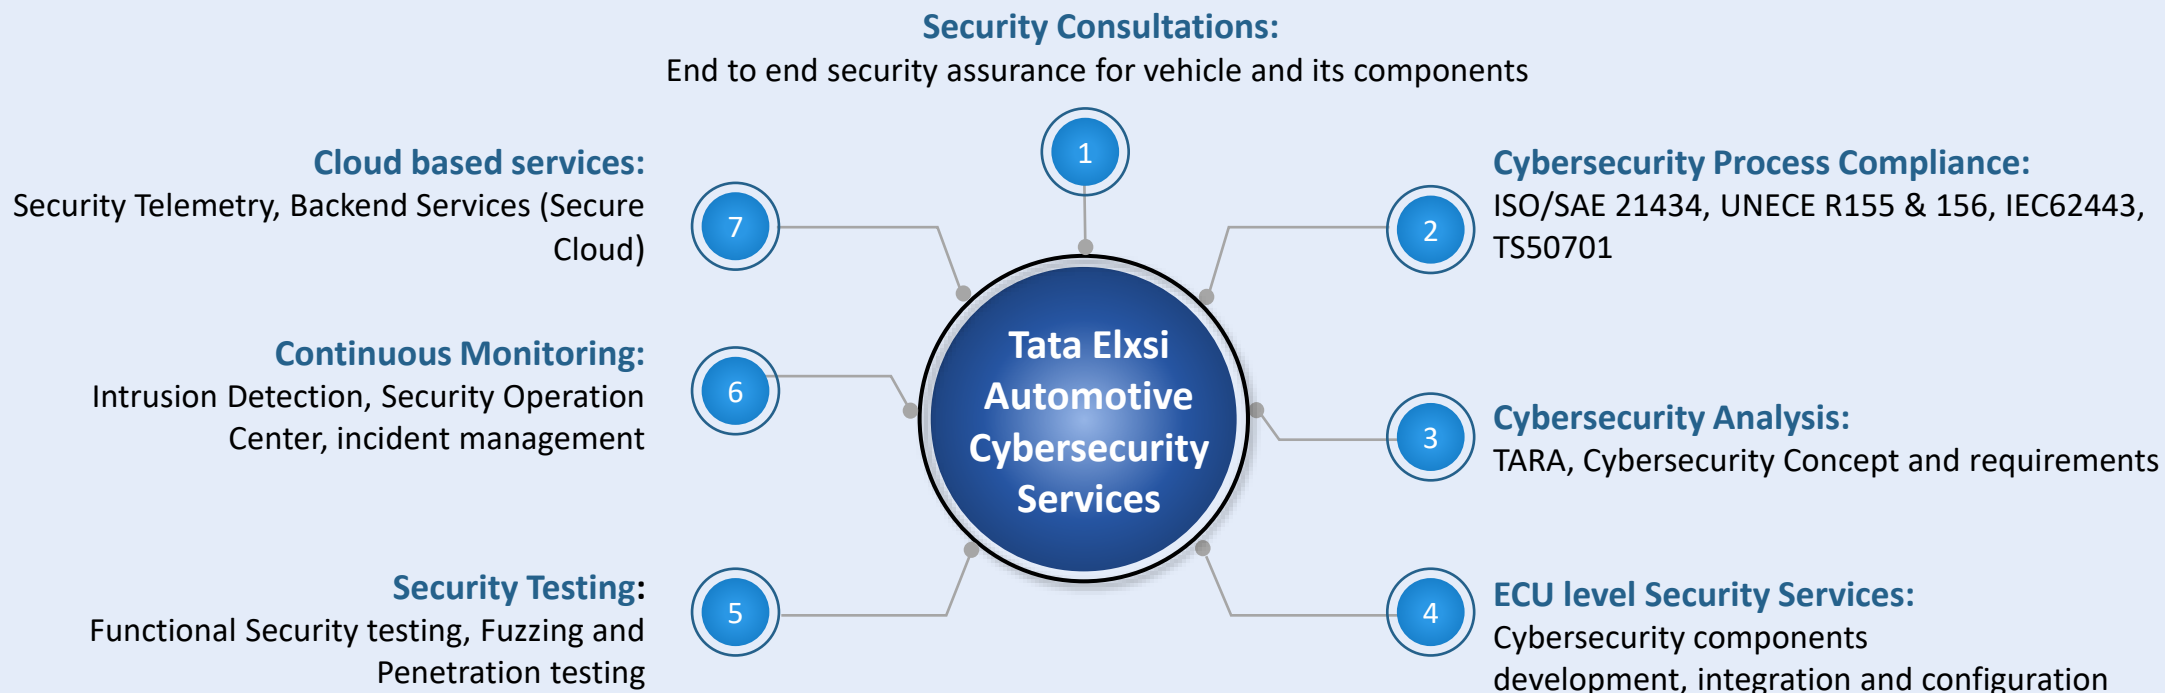 Security Consultations:
End to end security assurance for vehicle and its components
1
Cybersecurity Process Compliance:
ISO/SAE 21434, UNECE R155 & 156, IEC62443,
TS50701
2
Cybersecurity Analysis:
TARA, Cybersecurity Concept and requirements
3
ECU level Security Services:
Cybersecurity components
development, integration and configuration
4
Security Testing:
Functional Security testing, Fuzzing and
Penetration testing
5
Continuous Monitoring:
Intrusion Detection, Security Operation
Center, incident management
6
Cloud based services:
Security Telemetry, Backend Services (Secure
Cloud)
7
Tata Elxsi
Automotive
Cybersecurity
Services